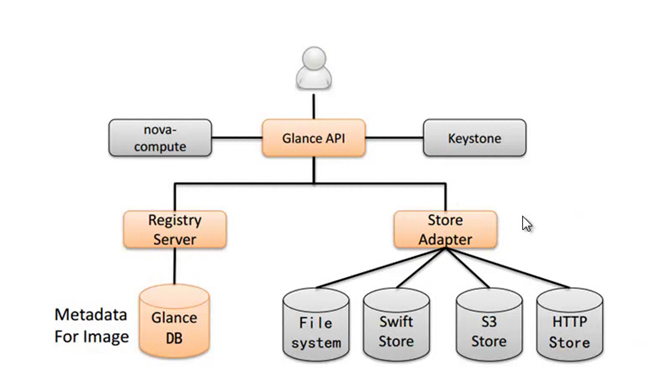 nova-
compute
Glance API
Keystone
Registry
Server
Store
Adapter
Metadata
For Image
Glance
DB
File
system
Swift
Store
S3
Store
HTTP
Store